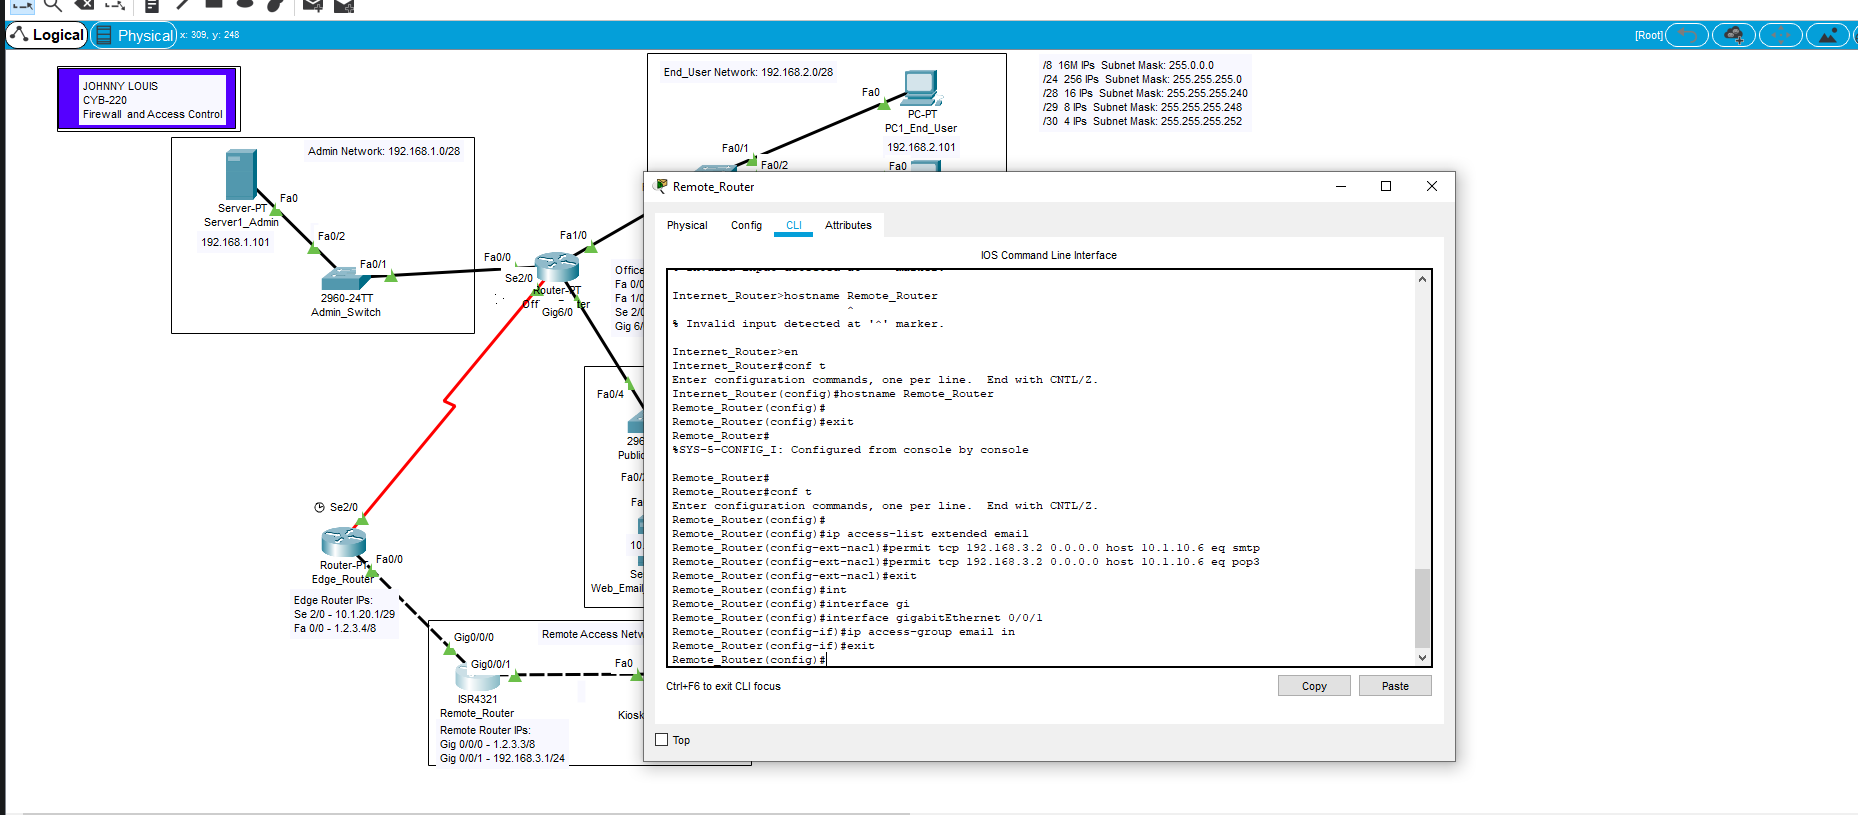 Logical
Physical
x: 309, y: 248
[Root]
JOHNNY LOUIS
CYB-220
Firewall and Access Control
Admin Network: 192.168.1.0/28
Server-PT
Server1_Admin
192.168.1.101
Fa0
Fa0/2
Fa0/1
2960-24TT
Admin_Switch
Fa0/0
Fa1/0
Se2/0
Router-PT
Off
ter
Gig6/0
Office
Fa 0/0
Fa 1/0
Se 2/0
Gig 6/
End_User Network: 192.168.2.0/28
Fa0
PC-PT
PC1_End_User
192.168.2.101
Fa0/1
Fa0/2
Fa0
/8 16M IPs Subnet Mask: 255.0.0.0
/24 256 IPs Subnet Mask: 255.255.255.0
/28 16 IPs Subnet Mask: 255.255.255.240
/29 8 IPs Subnet Mask: 255.255.255.248
/30 4 IPs Subnet Mask: 255.255.255.252
Fa0/4
296
Public
Fa0/
Fa
10.
Se
Web_Email
Se2/0
Router-PT
Edge_Router
Fa0/0
Edge Router IPs:
Se 2/0 - 10.1.20.1/29
Fa 0/0 - 1.2.3.4/8
Remote Access Netw
Gig0/0/0
Gig0/0/1
Fa0
ISR4321
Remote_Router
Kiosk
Remote Router IPs:
Gig 0/0/0 - 1.2.3.3/8
Gig 0/0/1 - 192.168.3.1/24
Remote_Router
Physical Config CLI Attributes
IOS Command Line Interface
% Invalid input detected at '^' marker.
Internet_Router>hostname Remote_Router
^
% Invalid input detected at '^' marker.
Internet_Router>en
Internet_Router#conf t
Enter configuration commands, one per line. End with CNTL/Z.
Internet_Router(config)#hostname Remote_Router
Remote_Router(config)#
Remote_Router(config)#exit
Remote_Router#
%SYS-5-CONFIG_I: Configured from console by console
Remote_Router#
Remote_Router#conf t
Enter configuration commands, one per line. End with CNTL/Z.
Remote_Router(config)#
Remote_Router(config)#ip access-list extended email
Remote_Router(config-ext-nacl)#permit tcp 192.168.3.2 0.0.0.0 host 10.1.10.6 eq smtp
Remote_Router(config-ext-nacl)#permit tcp 192.168.3.2 0.0.0.0 host 10.1.10.6 eq pop3
Remote_Router(config-ext-nacl)#exit
Remote_Router(config)#int
Remote_Router(config)#interface gi
Remote_Router(config)#interface gigabitEthernet 0/0/1
Remote_Router(config-if)#ip access-group email in
Remote_Router(config-if)#exit
Remote_Router(config)#
Ctrl+F6 to exit CLI focus
Copy
Paste
Top